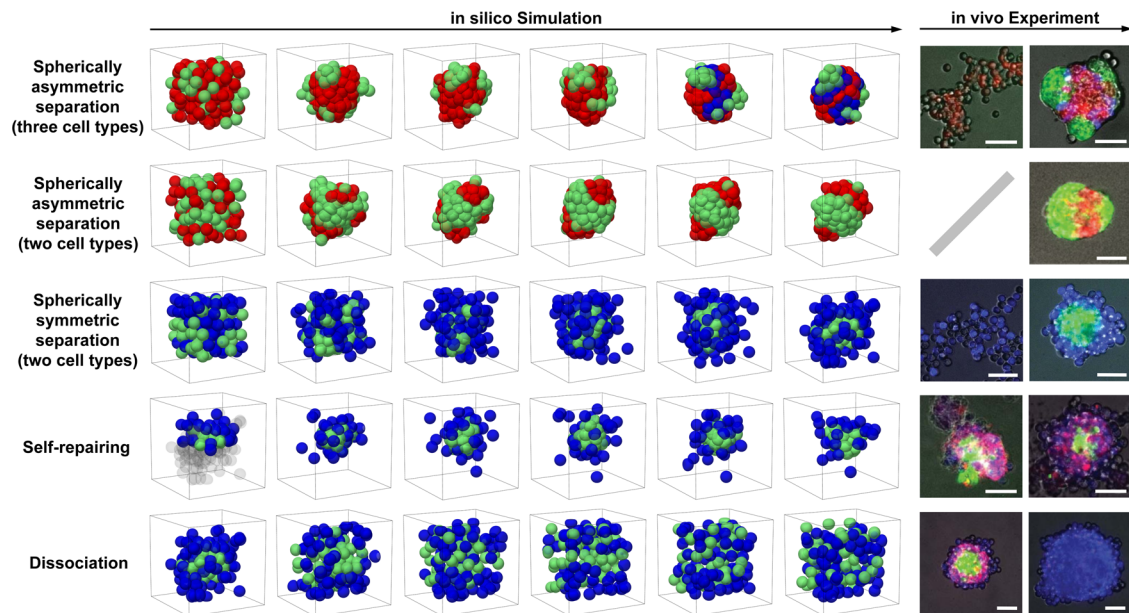 in silico Simulation
in vivo Experiment
Spherically
asymmetric
separation
(three cell types)
Spherically
asymmetric
separation
(two cell types)
Spherically
symmetric
separation
(two cell types)
Self-repairing
Dissociation